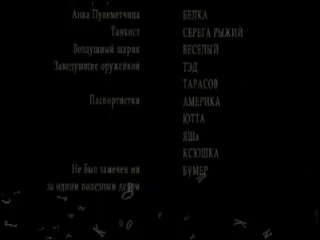 Анка Пулеметчица БЕЛКА
Танкист СЕРЕГА РЫЖИЙ
Воздушный шарик ВЕСЕЛЫЙ
Заведующие оружейкой ТЭД
ТАРАСОВ
Паспортистки АМЕРИКА
ЮТТА
ЯШа
КСЮШКА
Не был замечен ни БУМЕР
за одним полезным делом